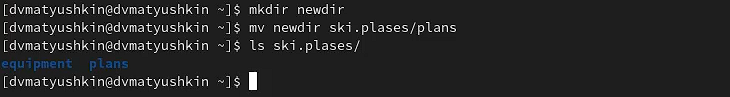 [dvmatyushkin@dvmatyushkin ~]$ mkdir newdir
[dvmatyushkin@dvmatyushkin ~]$ mv newdir ski.plases/plans
[dvmatyushkin@dvmatyushkin ~]$ ls ski.plases/
equipment  plans
[dvmatyushkin@dvmatyushkin ~]$